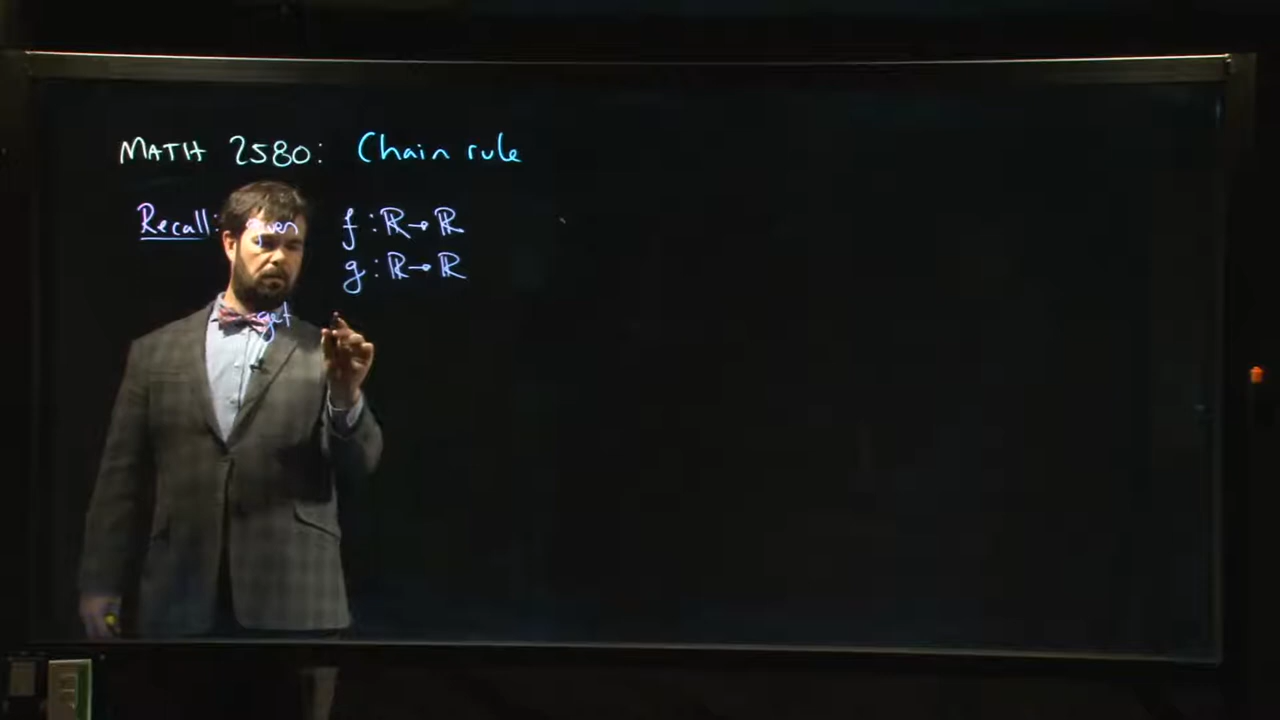 MATH 2580: Chain rule
Recall: given f: ℝ→ℝ
g: ℝ→ℝ
get